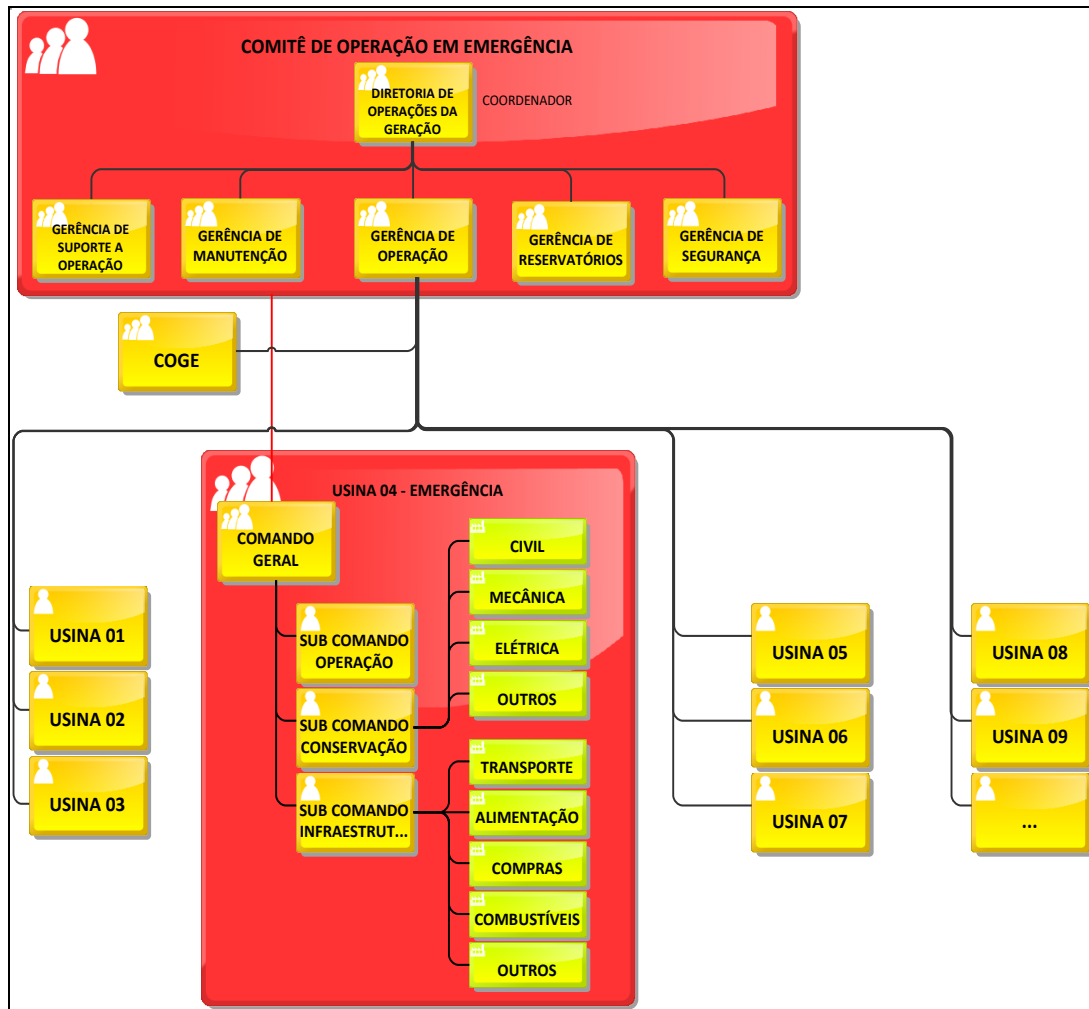 COMITÊ DE OPERAÇÃO EM EMERGÊNCIA
DIRETORIA DE
OPERAÇÕES DA
GERAÇÃO
COORDENADOR
GERÊNCIA DE
SUPORTE A
OPERAÇÃO
GERÊNCIA DE
MANUTENÇÃO
GERÊNCIA DE
OPERAÇÃO
GERÊNCIA DE
RESERVATÓRIOS
GERÊNCIA DE
SEGURANÇA
COGE
USINA 04 - EMERGÊNCIA
COMANDO
GERAL
SUB COMANDO
OPERAÇÃO
SUB COMANDO
CONSERVAÇÃO
SUB COMANDO
INFRAESTRUT...
CIVIL
MECÂNICA
ELÉTRICA
OUTROS
TRANSPORTE
ALIMENTAÇÃO
COMPRAS
COMBUSTÍVEIS
OUTROS
USINA 01
USINA 02
USINA 03
USINA 05
USINA 06
USINA 07
USINA 08
USINA 09
...